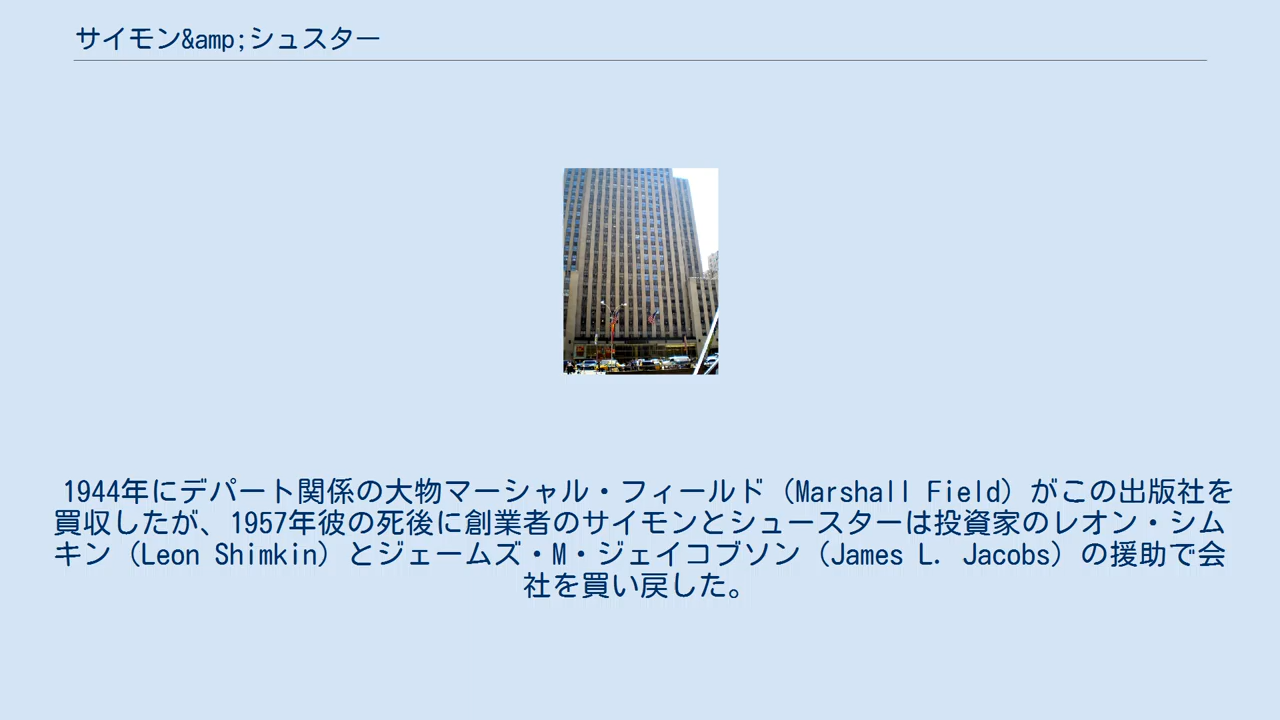 サイモン&amp;シュスター
1944年にデパート関係の大物マーシャル・フィールド（Marshall Field）がこの出版社を
買収したが、1957年彼の死後に創業者のサイモンとシュースターは投資家のレオン・シム
キン（Leon Shimkin）とジェームズ・M・ジェイコブソン（James L. Jacobs）の援助で会
社を買い戻した。